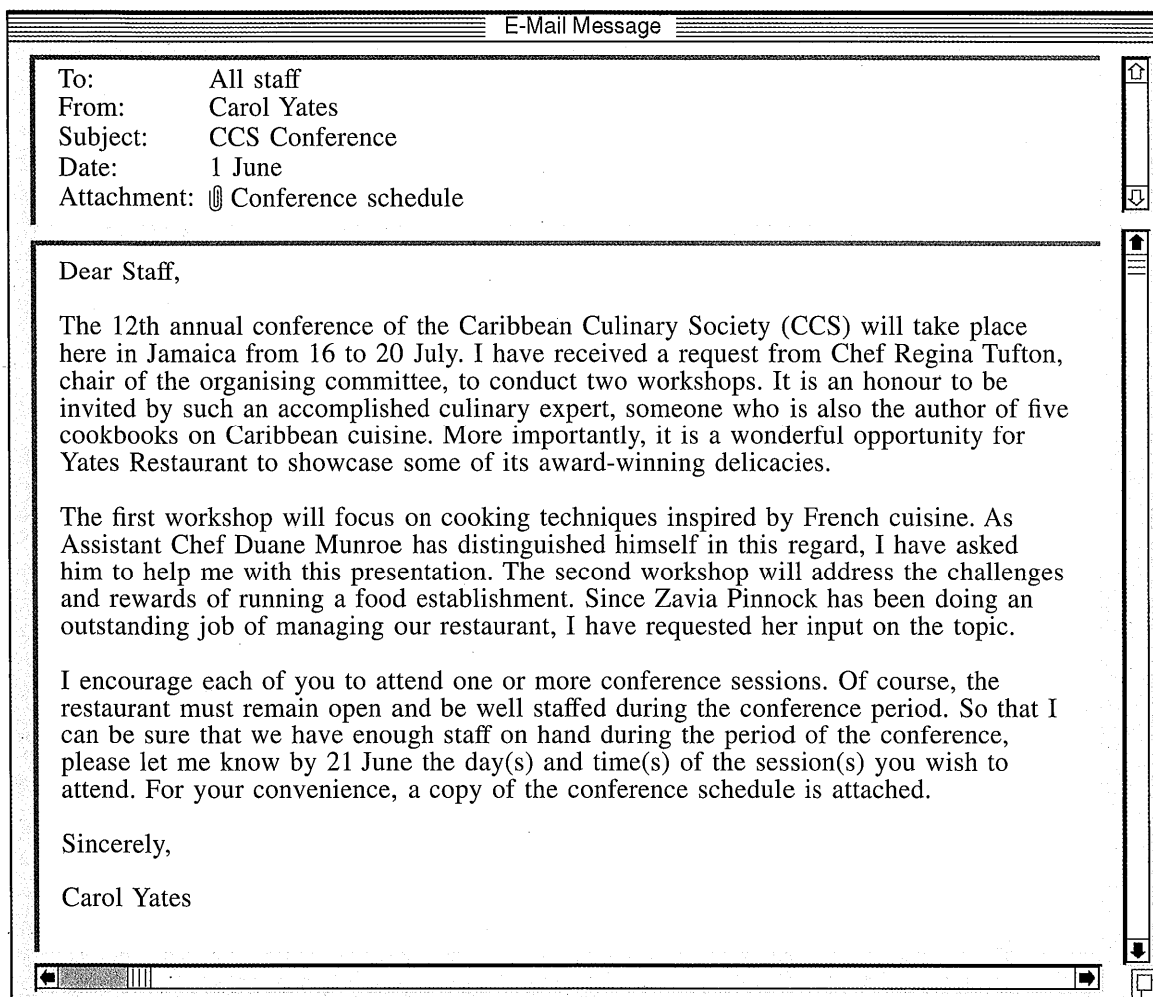 E-Mail Message
To: All staff
From: Carol Yates
Subject: CCS Conference
Date: 1 June
Attachment: Conference schedule
Dear Staff,
The 12th annual conference of the Caribbean Culinary Society (CCS) will take place
here in Jamaica from 16 to 20 July. I have received a request from Chef Regina Tufton,
chair of the organising committee, to conduct two workshops. It is an honour to be
invited by such an accomplished culinary expert, someone who is also the author of five
cookbooks on Caribbean cuisine. More importantly, it is a wonderful opportunity for
Yates Restaurant to showcase some of its award-winning delicacies.
The first workshop will focus on cooking techniques inspired by French cuisine. As
Assistant Chef Duane Munroe has distinguished himself in this regard, I have asked
him to help me with this presentation. The second workshop will address the challenges
and rewards of running a food establishment. Since Zavia Pinnock has been doing an
outstanding job of managing our restaurant, I have requested her input on the topic.
I encourage each of you to attend one or more conference sessions. Of course, the
restaurant must remain open and be well staffed during the conference period. So that I
can be sure that we have enough staff on hand during the period of the conference,
please let me know by 21 June the day(s) and time(s) of the session(s) you wish to
attend. For your convenience, a copy of the conference schedule is attached.
Sincerely,
Carol Yates